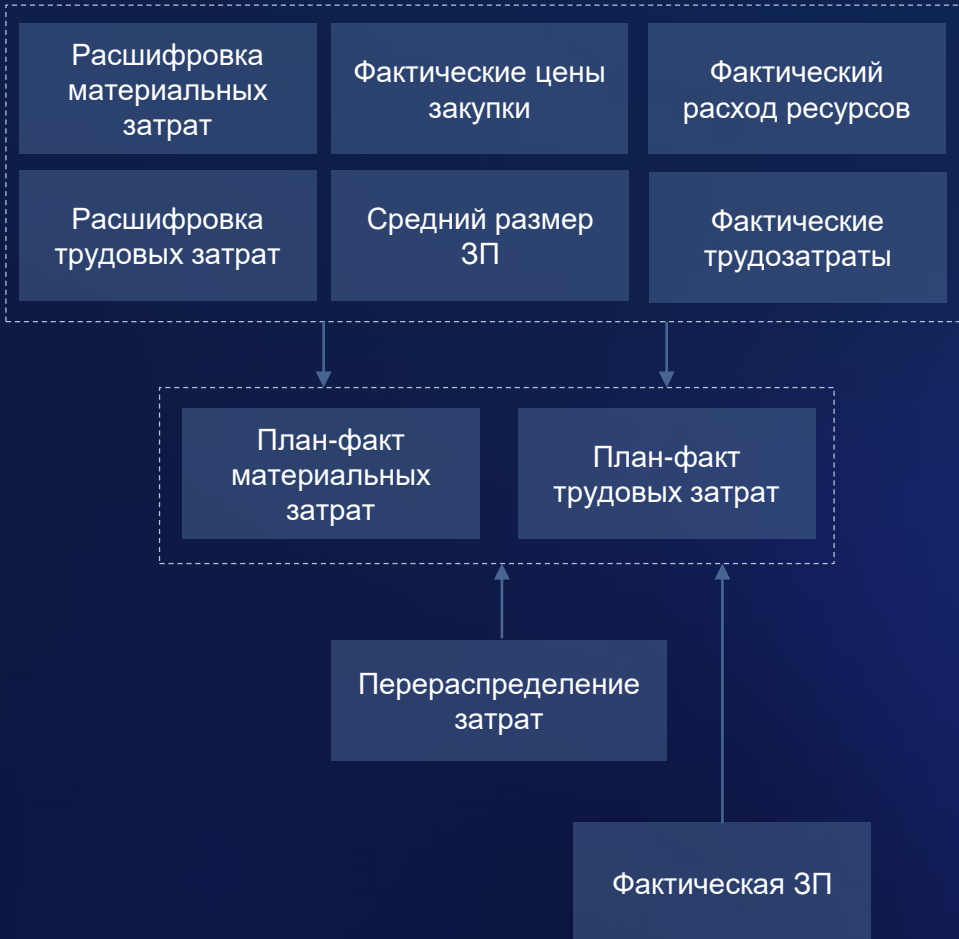 Расшифровка
материальных
затрат
Фактические цены
закупки
Фактический
расход ресурсов
Расшифровка
трудовых затрат
Средний размер
ЗП
Фактические
трудозатраты
План-факт
материальных
затрат
План-факт
трудовых затрат
Перераспределение
затрат
Фактическая ЗП